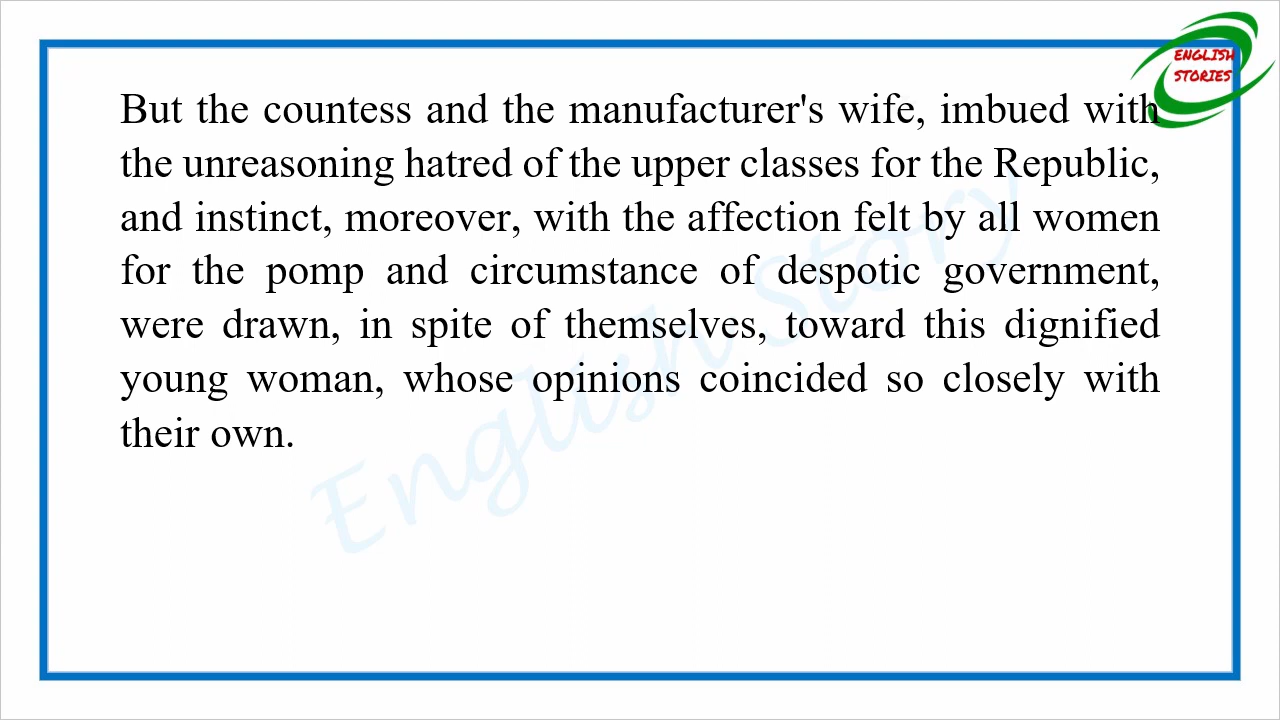 ENGLISH
STORIES
But the countess and the manufacturer's wife, imbued with
the unreasoning hatred of the upper classes for the Republic,
and instinct, moreover, with the affection felt by all women
for the pomp and circumstance of despotic government,
were drawn, in spite of themselves, toward this dignified
young woman, whose opinions coincided so closely with
their own.
English Story